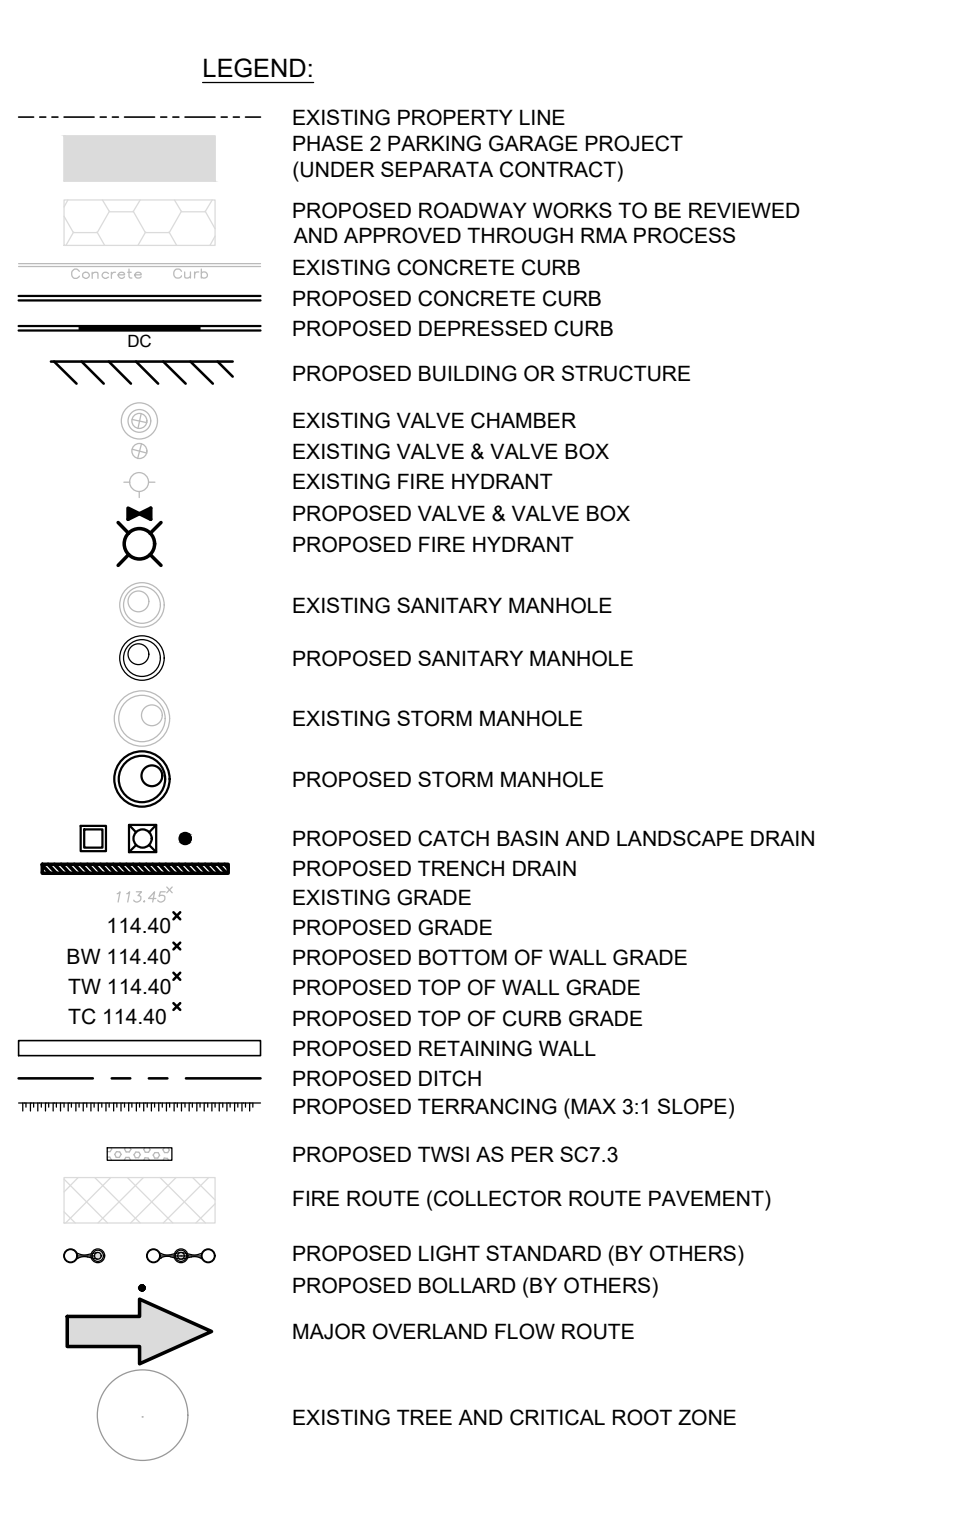 LEGEND:
EXISTING PROPERTY LINE
PHASE 2 PARKING GARAGE PROJECT
(UNDER SEPARATA CONTRACT)
PROPOSED ROADWAY WORKS TO BE REVIEWED
AND APPROVED THROUGH RMA PROCESS
Concrete Curb EXISTING CONCRETE CURB
PROPOSED CONCRETE CURB
PROPOSED DEPRESSED CURB
DC
PROPOSED BUILDING OR STRUCTURE
EXISTING VALVE CHAMBER
EXISTING VALVE & VALVE BOX
EXISTING FIRE HYDRANT
PROPOSED VALVE & VALVE BOX
PROPOSED FIRE HYDRANT
EXISTING SANITARY MANHOLE
PROPOSED SANITARY MANHOLE
EXISTING STORM MANHOLE
PROPOSED STORM MANHOLE
PROPOSED CATCH BASIN AND LANDSCAPE DRAIN
PROPOSED TRENCH DRAIN
113.45× EXISTING GRADE
114.40× PROPOSED GRADE
BW 114.40× PROPOSED BOTTOM OF WALL GRADE
TW 114.40× PROPOSED TOP OF WALL GRADE
TC 114.40× PROPOSED TOP OF CURB GRADE
PROPOSED RETAINING WALL
PROPOSED DITCH
PROPOSED TERRANCING (MAX 3:1 SLOPE)
PROPOSED TWSI AS PER SC7.3
FIRE ROUTE (COLLECTOR ROUTE PAVEMENT)
PROPOSED LIGHT STANDARD (BY OTHERS)
PROPOSED BOLLARD (BY OTHERS)
MAJOR OVERLAND FLOW ROUTE
EXISTING TREE AND CRITICAL ROOT ZONE